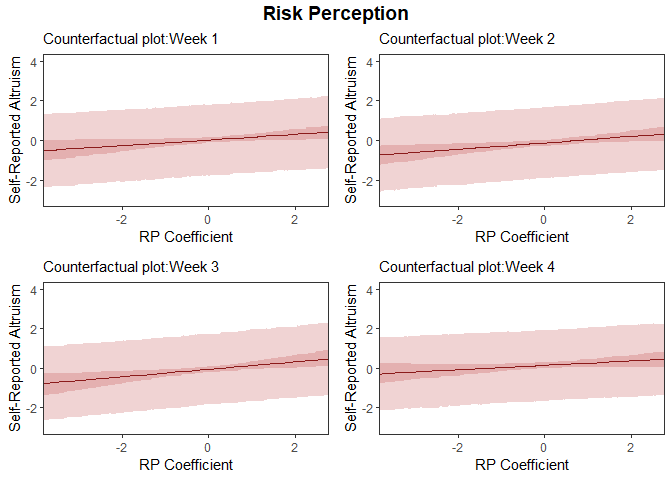 Risk Perception
Counterfactual plot:Week 1
Self-Reported Altruism
4
2
0
-2
-2
0
2
RP Coefficient
Counterfactual plot:Week 2
Self-Reported Altruism
4
2
0
-2
-2
0
2
RP Coefficient
Counterfactual plot:Week 3
Self-Reported Altruism
4
2
0
-2
-2
0
2
RP Coefficient
Counterfactual plot:Week 4
Self-Reported Altruism
4
2
0
-2
-2
0
2
RP Coefficient